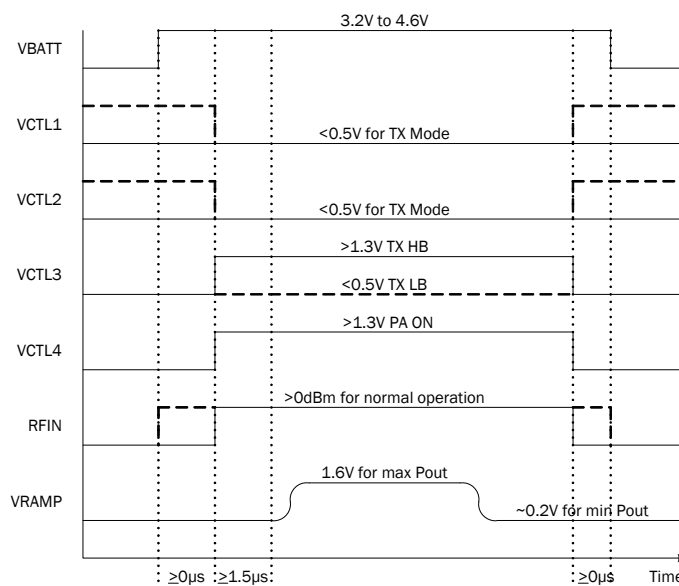 3.2V to 4.6V
VBATT
VCTL1
<0.5V for TX Mode
VCTL2
<0.5V for TX Mode
>1.3V TX HB
VCTL3
<0.5V TX LB
>1.3V PA ON
VCTL4
>0dBm for normal operation
RFIN
1.6V for max Pout
VRAMP
~0.2V for min Pout
≥0µs ≥1.5µs ≥0µs Time